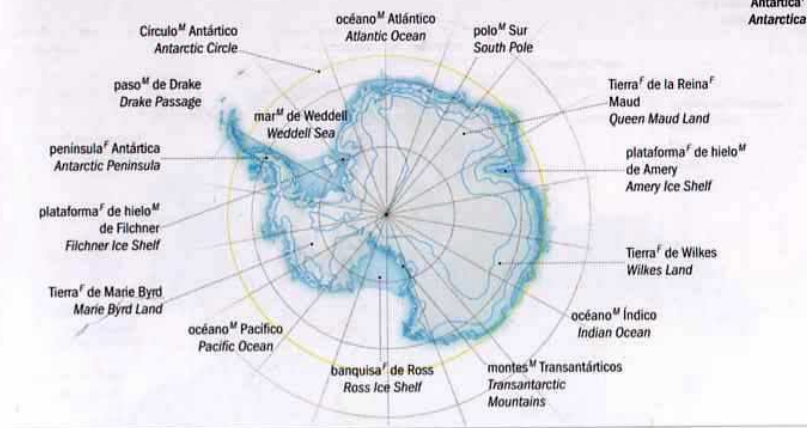 Antártica
Antarctica
océanoᴹ Atlántico
Atlantic Ocean
Círculoᴹ Antártico
Antarctic Circle
poloᴹ Sur
South Pole
pasoᴹ de Drake
Drake Passage
marᴹ de Weddell
Weddell Sea
Tierraᶠ de la Reinaᶠ
Maud
Queen Maud Land
penínsulaᶠ Antártica
Antarctic Peninsula
plataformaᶠ de hieloᴹ
de Amery
Amery Ice Shelf
plataformaᶠ de hieloᴹ
de Filchner
Filchner Ice Shelf
Tierraᶠ de Wilkes
Wilkes Land
Tierraᶠ de Marie Byrd
Marie Byrd Land
océanoᴹ Pacífico
Pacific Ocean
océanoᴹ Índico
Indian Ocean
banquisaᶠ de Ross
Ross Ice Shelf
montesᴹ Transantárticos
Transantarctic
Mountains